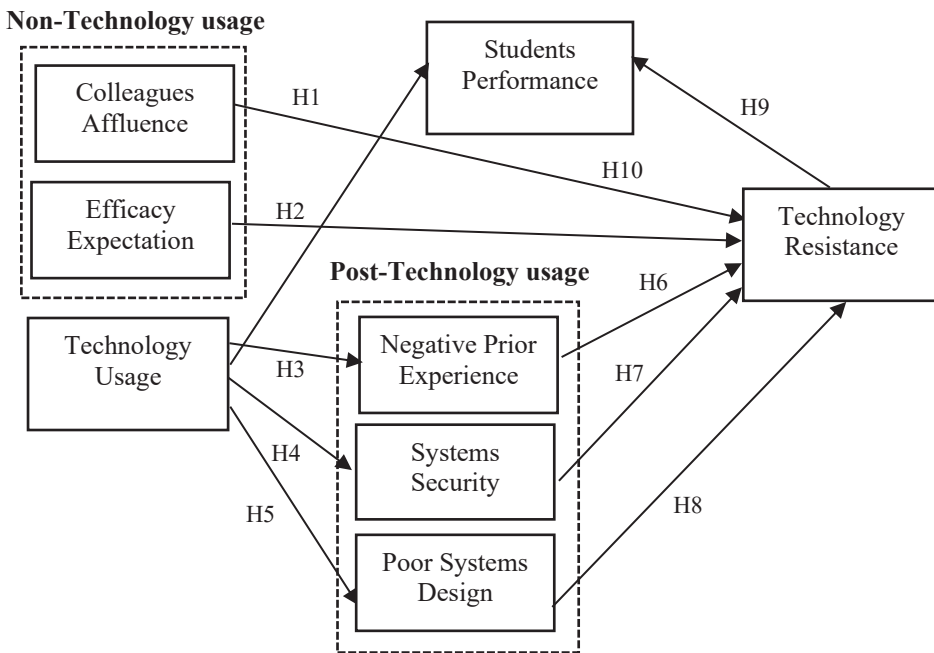 Non-Technology usage
Students
Performance
Colleagues
Affluence
H1
H9
H10
Efficacy
Expectation
H2
Technology
Resistance
Post-Technology usage
H6
Technology
Usage
H3
Negative Prior
Experience
H7
H4
Systems
Security
H5
H8
Poor Systems
Design